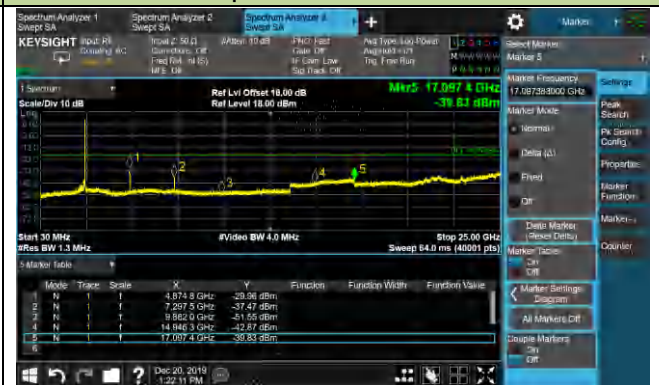 Spectrum Analyzer 1
Swept SA
Spectrum Analyzer 2
Swept SA
Spectrum Analyzer 3
Swept SA
+
Marker
KEYSIGHT
Input: RF
Coupling: AC
Input Z: 50 Ω
Corrections: Off
Freq Ref: Int (S)
NFE: Off
#Atten: 10 dB
PNO: Fast
Gate: Off
IF Gain: Low
Sig Track: Off
Avg Type: Log-Power
Trig: Free Run
Select Marker
Marker 5
Marker Frequency
17.097383000 GHz
Settings
1 Spectrum
Scale/Div 10 dB
Ref Lvl Offset 18.00 dB
Ref Level 18.00 dBm
Mkr5 17.097 4 GHz
-39.83 dBm
Marker Mode
Normal
Delta (Δ)
Fixed
Off
Peak
Search
Pk Search
Config
Properties
Marker
Function
Marker→
Counter
Log
1
2
3
4
5
Start 30 MHz
#Res BW 1.3 MHz
#Video BW 4.0 MHz
Stop 25.00 GHz
Sweep 64.0 ms (40001 pts)
Delta Marker
(Reset Delta)
Marker Table
On
Off
5 Marker Table
Mode Trace Scale X Y Function Function Width Function Value
1 N 1 f 4.874 8 GHz -29.96 dBm
2 N 1 f 7.297 5 GHz -37.47 dBm
3 N 1 f 9.862 0 GHz -51.55 dBm
4 N 1 f 14.946 3 GHz -42.87 dBm
5 N 1 f 17.097 4 GHz -39.83 dBm
6
Marker Settings
Diagram
All Markers Off
Couple Markers
On
Off
?
Dec 20, 2019
1:22:11 PM